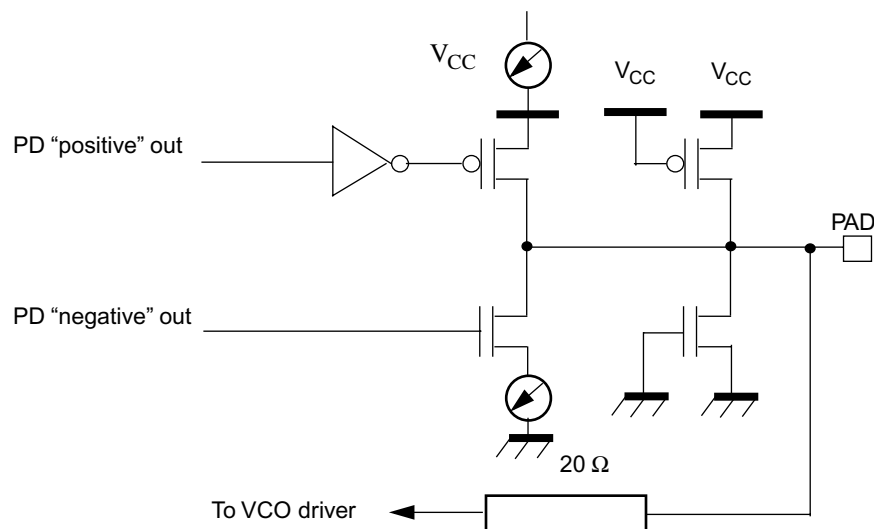 V_CC
V_CC
V_CC
PD “positive” out
PAD
PD “negative” out
20 Ω
To VCO driver